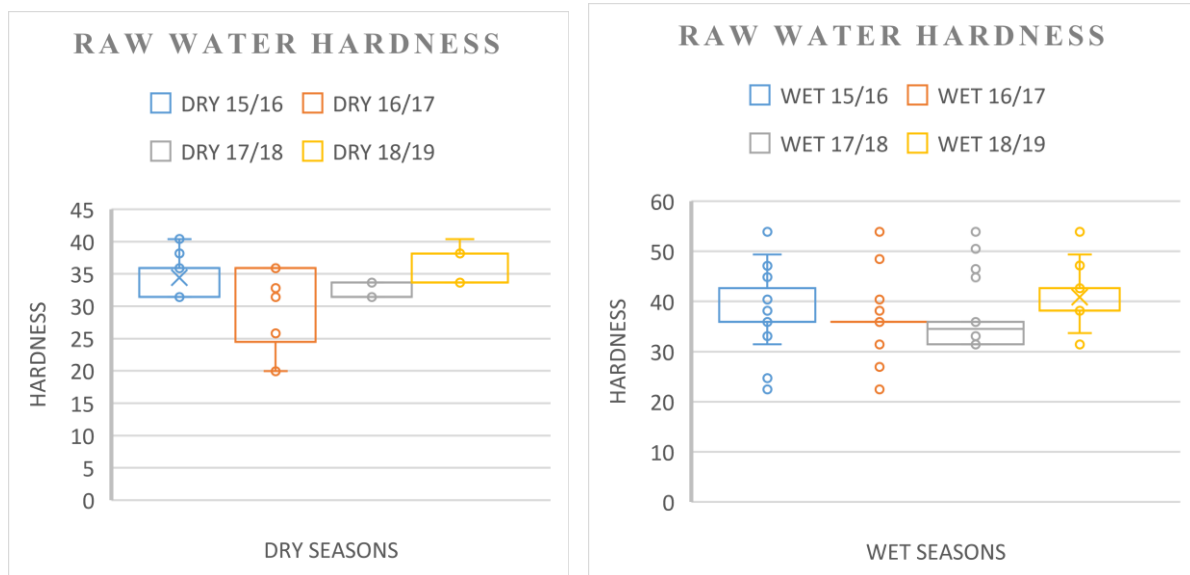 RAW WATER HARDNESS
DRY 15/16 DRY 16/17
DRY 17/18 DRY 18/19
45
40
35
30
25
20
15
10
5
0
HARDNESS
DRY SEASONS
RAW WATER HARDNESS
WET 15/16 WET 16/17
WET 17/18 WET 18/19
60
50
40
30
20
10
0
HARDNESS
WET SEASONS